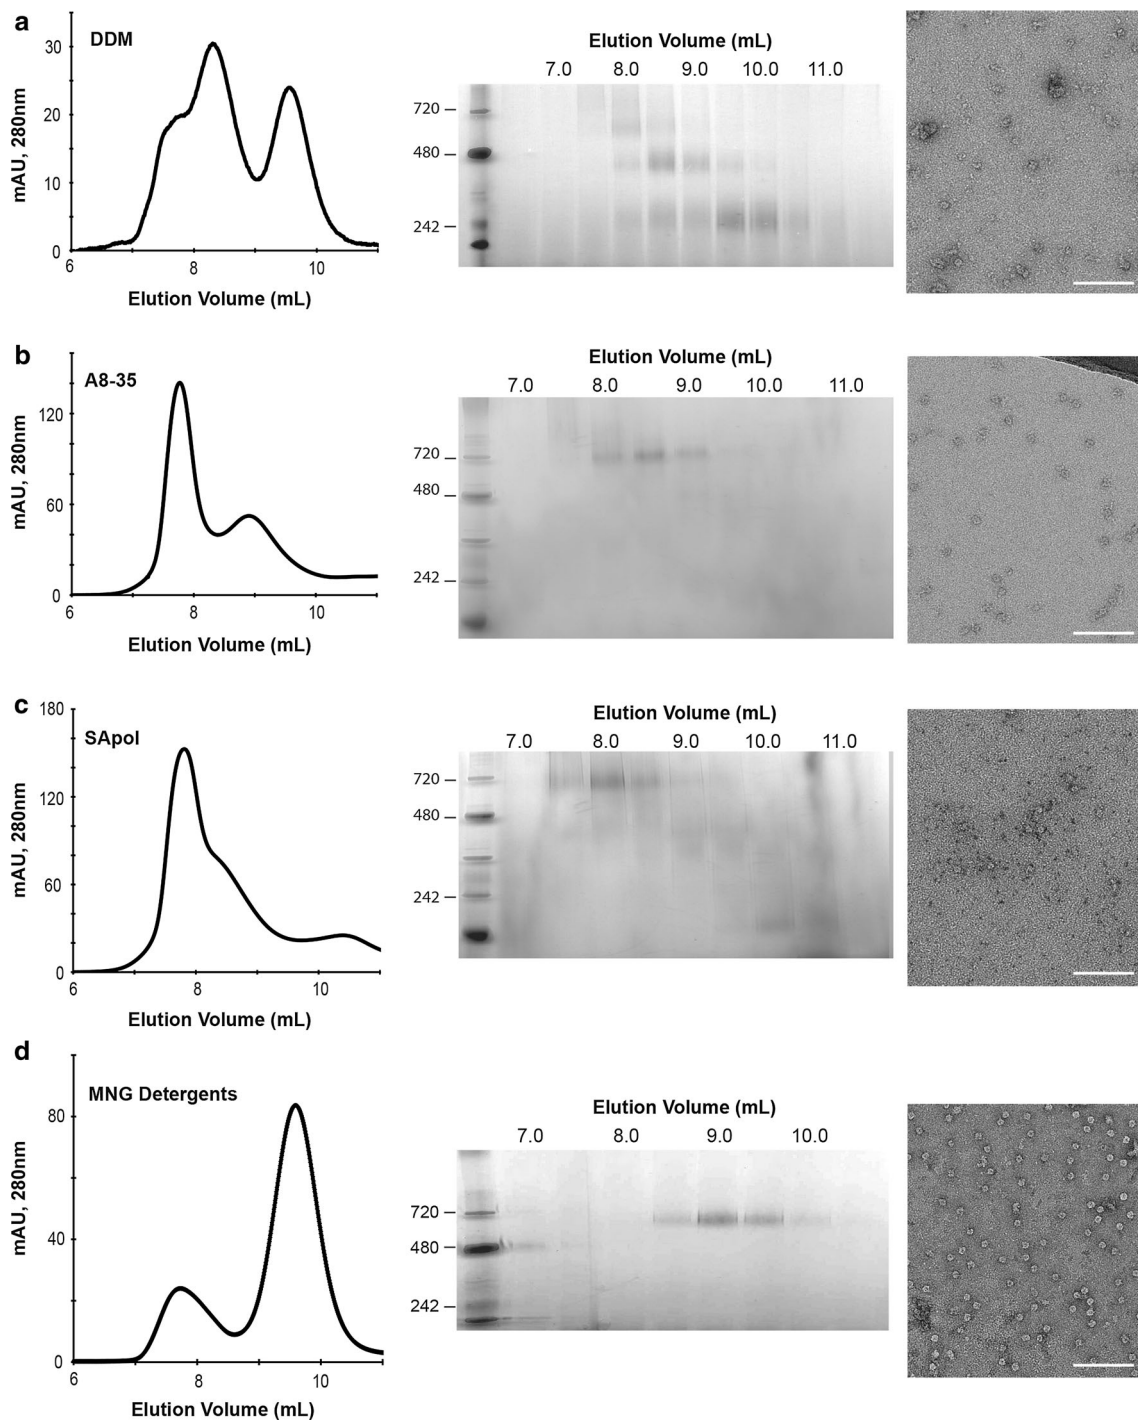 a
DDM
mAU, 280nm
30
20
10
0
6 8 10
Elution Volume (mL)
Elution Volume (mL)
7.0 8.0 9.0 10.0 11.0
720
480
242
b
A8-35
mAU, 280nm
120
60
0
6 8 10
Elution Volume (mL)
Elution Volume (mL)
7.0 8.0 9.0 10.0 11.0
720
480
242
c
SApol
mAU, 280nm
180
120
60
0
6 8 10
Elution Volume (mL)
Elution Volume (mL)
7.0 8.0 9.0 10.0 11.0
720
480
242
d
MNG Detergents
mAU, 280nm
80
40
0
6 8 10
Elution Volume (mL)
Elution Volume (mL)
7.0 8.0 9.0 10.0
720
480
242